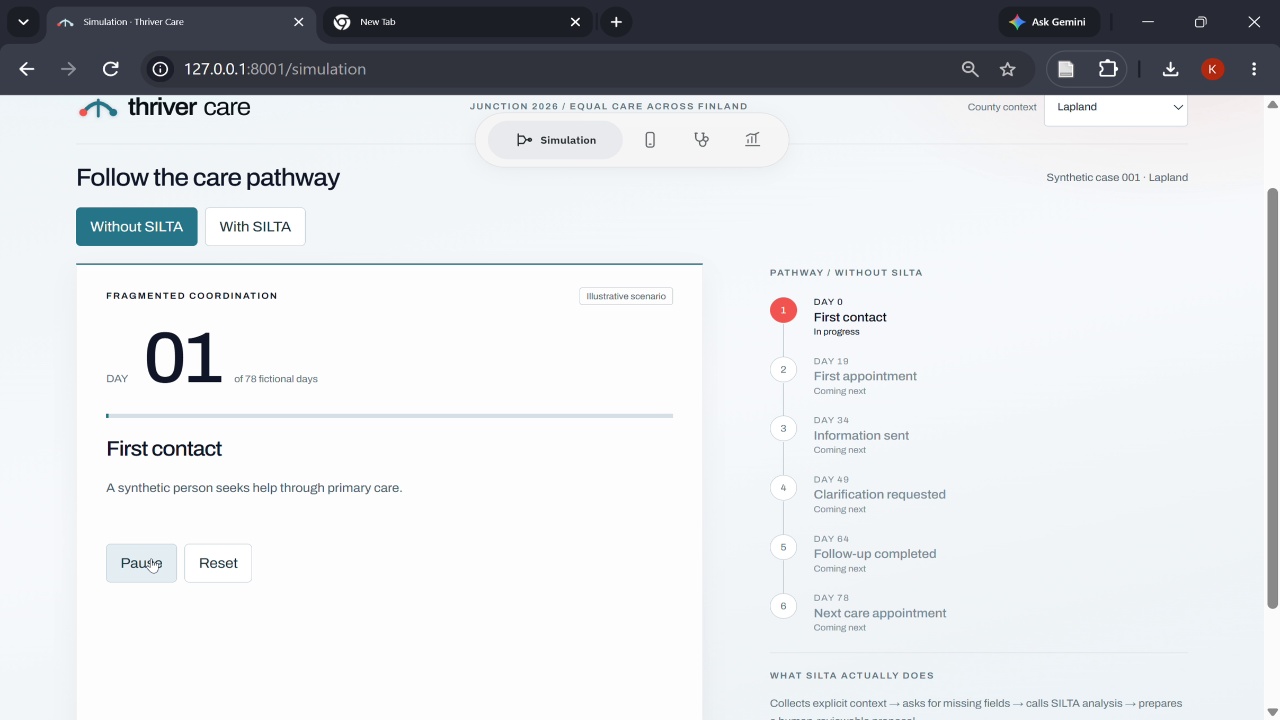 Simulation · Thriver Care
New Tab
Ask Gemini
127.0.0.1:8001/simulation
K
thriver care
JUNCTION 2026 / EQUAL CARE ACROSS FINLAND
County context
Lapland
Simulation
Follow the care pathway
Synthetic case 001 · Lapland
Without SILTA
With SILTA
FRAGMENTED COORDINATION
Illustrative scenario
DAY 01 of 78 fictional days
First contact
A synthetic person seeks help through primary care.
Pause
Reset
PATHWAY / WITHOUT SILTA
1
DAY 0
First contact
In progress
2
DAY 19
First appointment
Coming next
3
DAY 34
Information sent
Coming next
4
DAY 49
Clarification requested
Coming next
5
DAY 64
Follow-up completed
Coming next
6
DAY 78
Next care appointment
Coming next
WHAT SILTA ACTUALLY DOES
Collects explicit context → asks for missing fields → calls SILTA analysis → prepares
a human-reviewable proposal